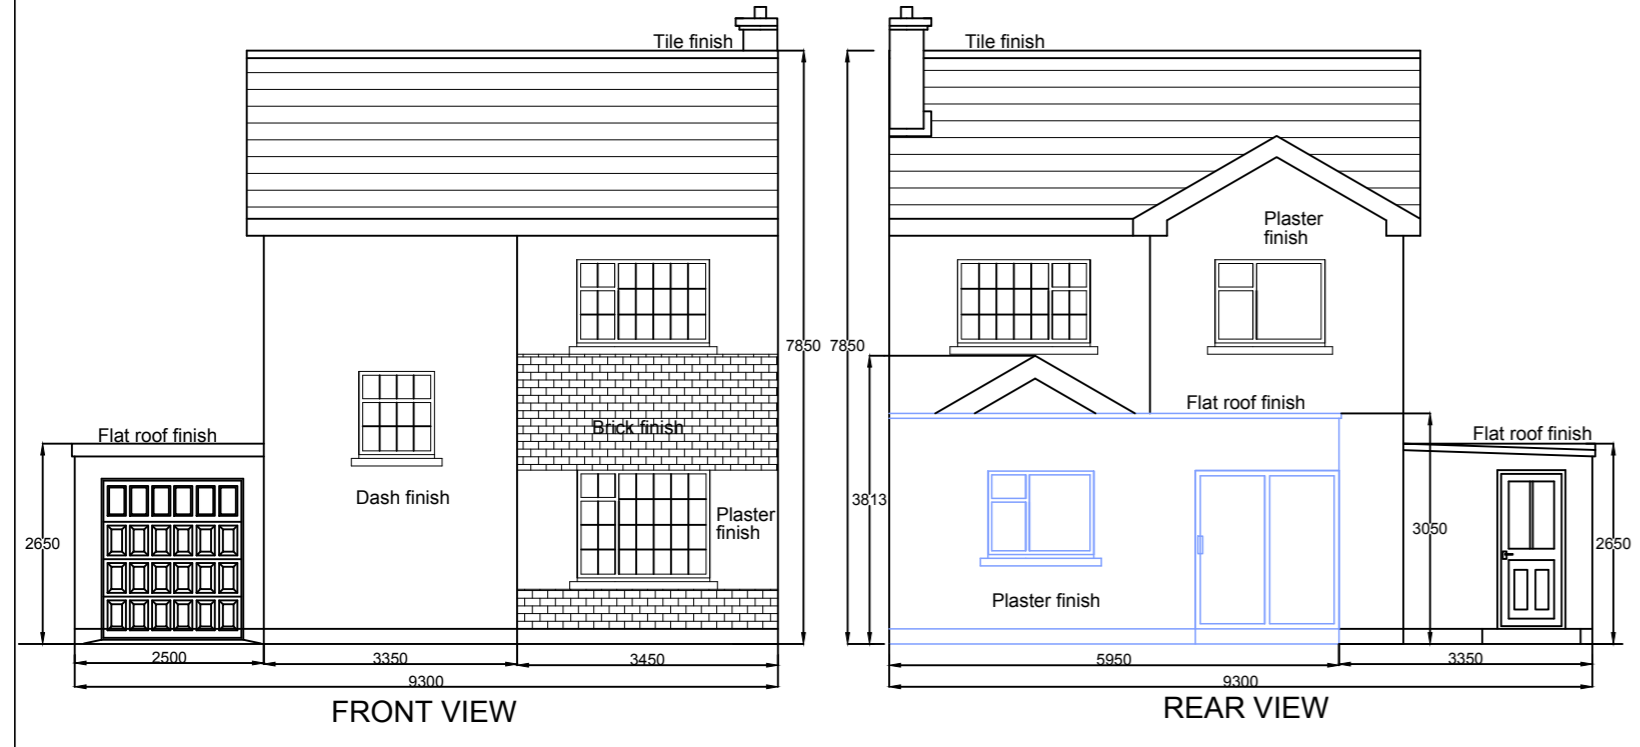 Tile finish
Tile finish
Plaster
finish
7850
7850
Flat roof finish
Brick finish
Flat roof finish
Flat roof finish
Dash finish
3813
Plaster
finish
3050
2650
2650
Plaster finish
2500
3350
3450
5950
3350
9300
9300
FRONT VIEW
REAR VIEW